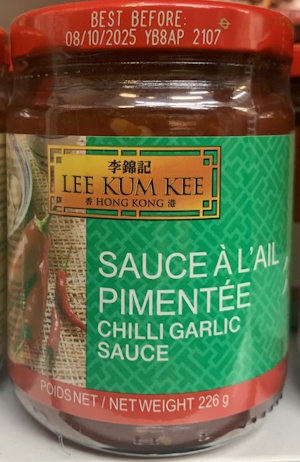 BEST BEFORE:
08/10/2025 YB8AP 2107
李錦記
LEE KUM KEE
香 HONG KONG 港
SAUCE À L'AIL
PIMENTÉE
CHILLI GARLIC
SAUCE
POIDS NET / NET WEIGHT 226 g